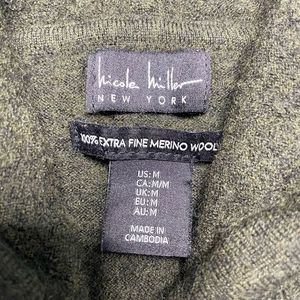 nicole miller
NEW YORK
100% EXTRA FINE MERINO WOOL
US: M
CA: M/M
UK: M
EU: M
AU: M
MADE IN
CAMBODIA